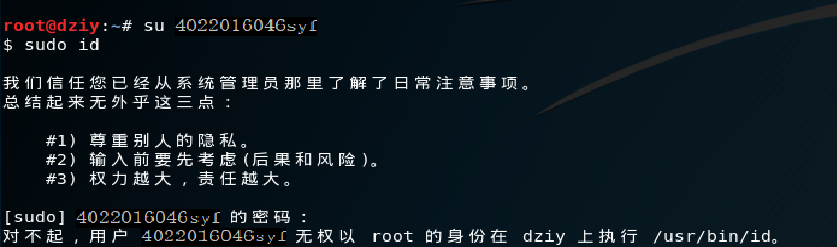 root@dziy:~# su 4022016046syf
$ sudo id
我们信任您已经从系统管理员那里了解了日常注意事项。
总结起来无外乎这三点：
#1) 尊重别人的隐私。
#2) 输入前要先考虑(后果和风险)。
#3) 权力越大，责任越大。
[sudo] 4022016046syf 的密码：
对不起，用户 4022016046syf 无权以 root 的身份在 dziy 上执行 /usr/bin/id。